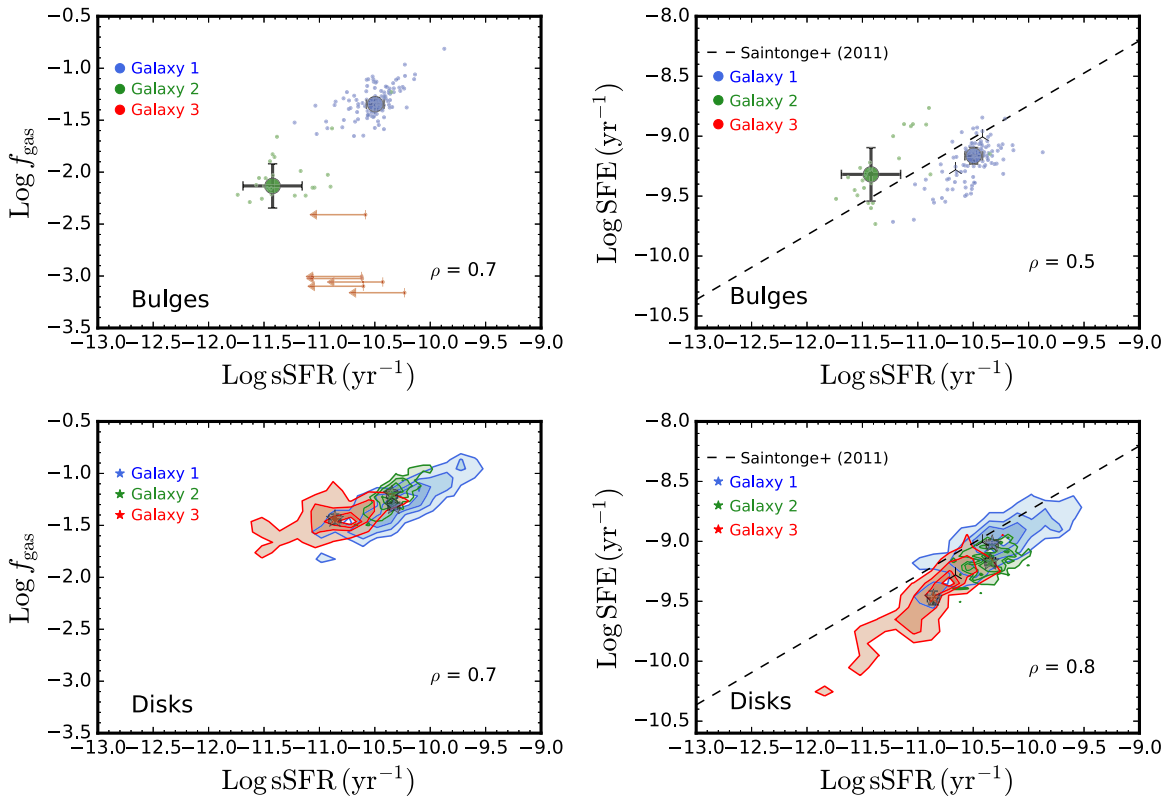 −0.5
−1.0
−1.5
−2.0
−2.5
−3.0
−3.5
Log f_gas
Galaxy 1
Galaxy 2
Galaxy 3
ρ = 0.7
Bulges
−13.0−12.5−12.0−11.5−11.0−10.5−10.0 −9.5 −9.0
Log sSFR (yr⁻¹)
−8.0
−8.5
−9.0
−9.5
−10.0
−10.5
Log SFE (yr⁻¹)
Saintonge+ (2011)
Galaxy 1
Galaxy 2
Galaxy 3
ρ = 0.5
Bulges
−13.0−12.5−12.0−11.5−11.0−10.5−10.0 −9.5 −9.0
Log sSFR (yr⁻¹)
−0.5
−1.0
−1.5
−2.0
−2.5
−3.0
−3.5
Log f_gas
Galaxy 1
Galaxy 2
Galaxy 3
ρ = 0.7
Disks
−13.0−12.5−12.0−11.5−11.0−10.5−10.0 −9.5 −9.0
Log sSFR (yr⁻¹)
−8.0
−8.5
−9.0
−9.5
−10.0
−10.5
Log SFE (yr⁻¹)
Saintonge+ (2011)
Galaxy 1
Galaxy 2
Galaxy 3
ρ = 0.8
Disks
−13.0−12.5−12.0−11.5−11.0−10.5−10.0 −9.5 −9.0
Log sSFR (yr⁻¹)